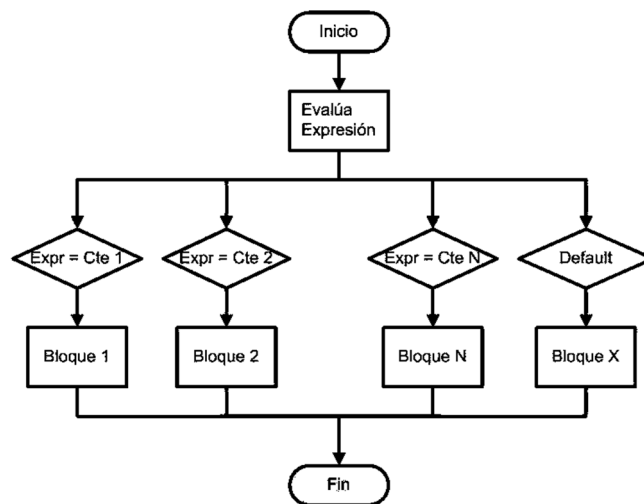 Inicio
Evalúa
Expresión
Expr = Cte 1
Expr = Cte 2
Expr = Cte N
Default
Bloque 1
Bloque 2
Bloque N
Bloque X
Fin